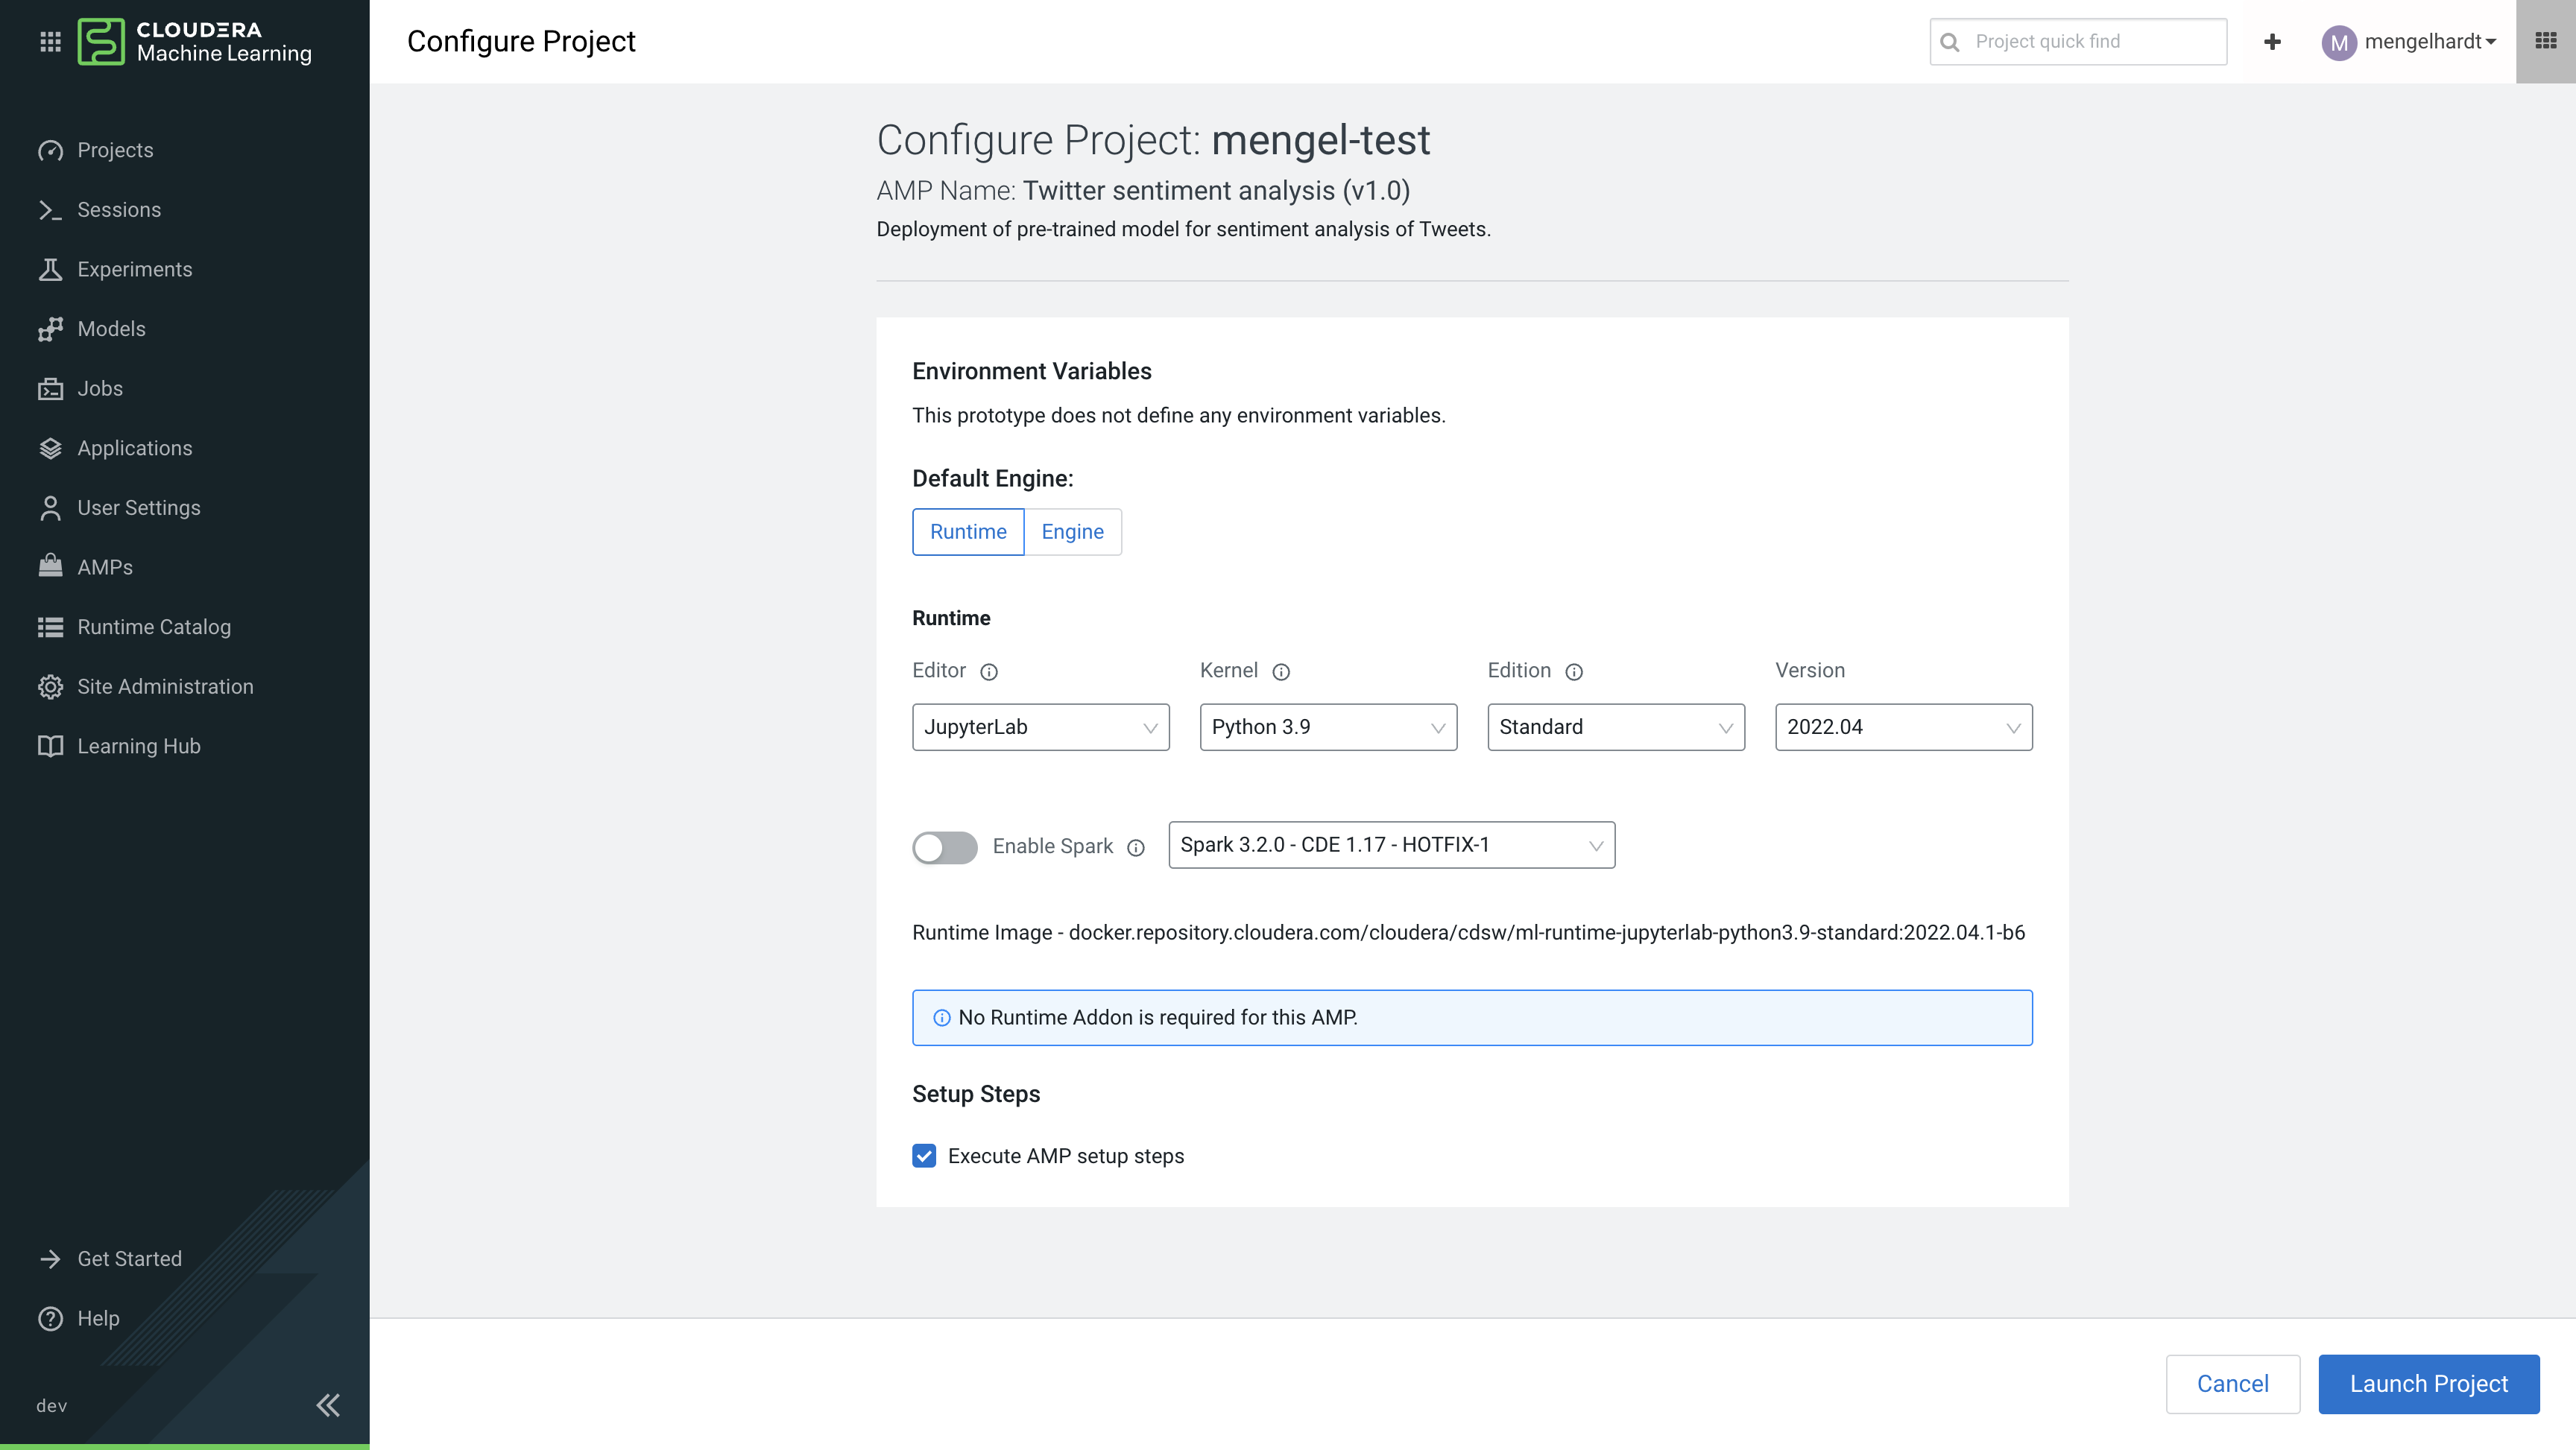 CLOUDERA
Machine Learning
Configure Project
Project quick find
M
mengelhardt
Projects
Sessions
Experiments
Models
Jobs
Applications
User Settings
AMPs
Runtime Catalog
Site Administration
Learning Hub
Get Started
Help
dev
Configure Project: mengel-test
AMP Name: Twitter sentiment analysis (v1.0)
Deployment of pre-trained model for sentiment analysis of Tweets.
Environment Variables
This prototype does not define any environment variables.
Default Engine:
Runtime Engine
Runtime
Editor Kernel Edition Version
JupyterLab Python 3.9 Standard 2022.04
Enable Spark Spark 3.2.0 - CDE 1.17 - HOTFIX-1
Runtime Image - docker.repository.cloudera.com/cloudera/cdsw/ml-runtime-jupyterlab-python3.9-standard:2022.04.1-b6
No Runtime Addon is required for this AMP.
Setup Steps
Execute AMP setup steps
Cancel Launch Project